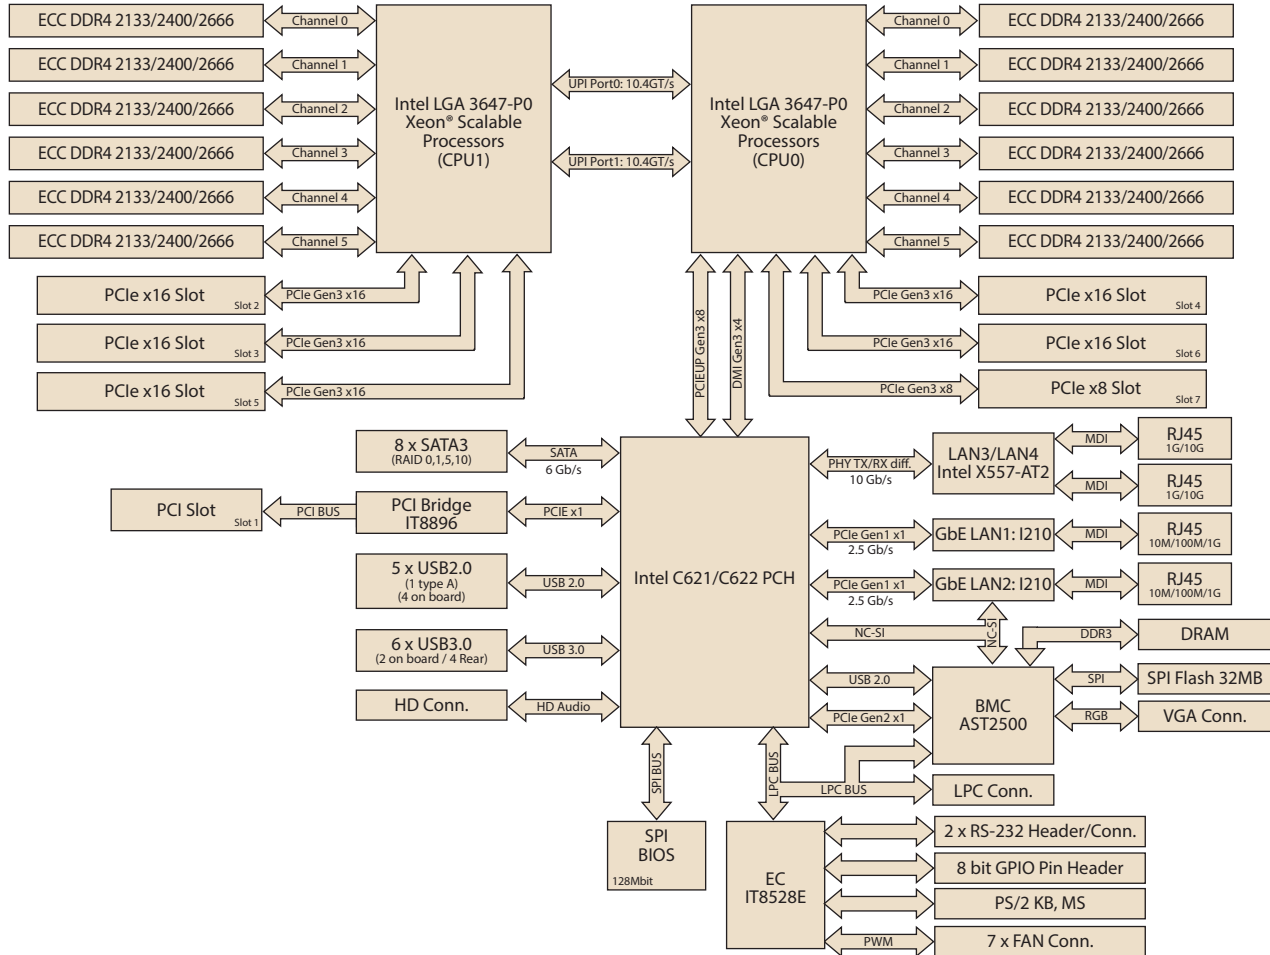 ECC DDR4 2133/2400/2666
Channel 0
ECC DDR4 2133/2400/2666
Channel 1
ECC DDR4 2133/2400/2666
Channel 2
ECC DDR4 2133/2400/2666
Channel 3
ECC DDR4 2133/2400/2666
Channel 4
ECC DDR4 2133/2400/2666
Channel 5
Intel LGA 3647-P0
Xeon® Scalable
Processors
(CPU1)
UPI Port0: 10.4GT/s
UPI Port1: 10.4GT/s
Intel LGA 3647-P0
Xeon® Scalable
Processors
(CPU0)
Channel 0
ECC DDR4 2133/2400/2666
Channel 1
ECC DDR4 2133/2400/2666
Channel 2
ECC DDR4 2133/2400/2666
Channel 3
ECC DDR4 2133/2400/2666
Channel 4
ECC DDR4 2133/2400/2666
Channel 5
ECC DDR4 2133/2400/2666
PCIe x16 Slot
Slot 2
PCIe Gen3 x16
PCIe x16 Slot
Slot 3
PCIe Gen3 x16
PCIe x16 Slot
Slot 5
PCIe Gen3 x16
PCIEUP Gen3 x8
DMI Gen3 x4
PCIe Gen3 x16
PCIe x16 Slot
Slot 4
PCIe Gen3 x16
PCIe x16 Slot
Slot 6
PCIe Gen3 x8
PCIe x8 Slot
Slot 7
8 x SATA3
(RAID 0,1,5,10)
SATA
6 Gb/s
PCI Slot
Slot 1
PCI BUS
PCI Bridge
IT8896
PCIE x1
5 x USB2.0
(1 type A)
(4 on board)
USB 2.0
6 x USB3.0
(2 on board / 4 Rear)
USB 3.0
HD Conn.
HD Audio
Intel C621/C622 PCH
PHY TX/RX diff.
10 Gb/s
LAN3/LAN4
Intel X557-AT2
MDI
RJ45
1G/10G
MDI
RJ45
1G/10G
PCIe Gen1 x1
2.5 Gb/s
GbE LAN1: I210
MDI
RJ45
10M/100M/1G
PCIe Gen1 x1
2.5 Gb/s
GbE LAN2: I210
MDI
RJ45
10M/100M/1G
NC-SI
NC-SI
DDR3
DRAM
USB 2.0
PCIe Gen2 x1
BMC
AST2500
SPI
SPI Flash 32MB
RGB
VGA Conn.
SPI BUS
LPC BUS
LPC BUS
LPC Conn.
SPI
BIOS
128Mbit
EC
IT8528E
2 x RS-232 Header/Conn.
8 bit GPIO Pin Header
PS/2 KB, MS
PWM
7 x FAN Conn.